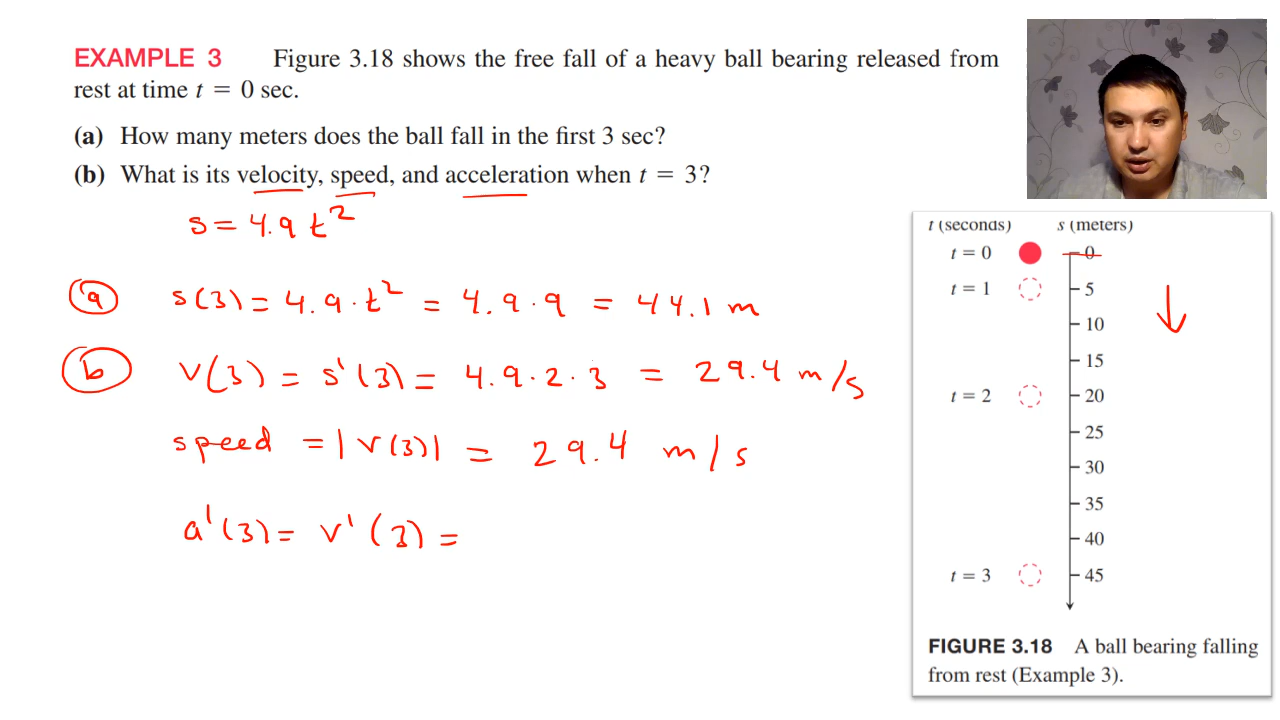 EXAMPLE 3 Figure 3.18 shows the free fall of a heavy ball bearing released from
rest at time t = 0 sec.
(a) How many meters does the ball fall in the first 3 sec?
(b) What is its velocity, speed, and acceleration when t = 3?
s = 4.9 t²
(a) s(3) = 4.9 · t² = 4.9 · 9 = 44.1 m
(b) v(3) = s'(3) = 4.9 · 2 · 3 = 29.4 m/s
speed = |v(3)| = 29.4 m/s
a'(3) = v'(3) =
t (seconds) s (meters)
t = 0 0
t = 1 5
10
15
t = 2 20
25
30
35
40
t = 3 45
FIGURE 3.18 A ball bearing falling
from rest (Example 3).